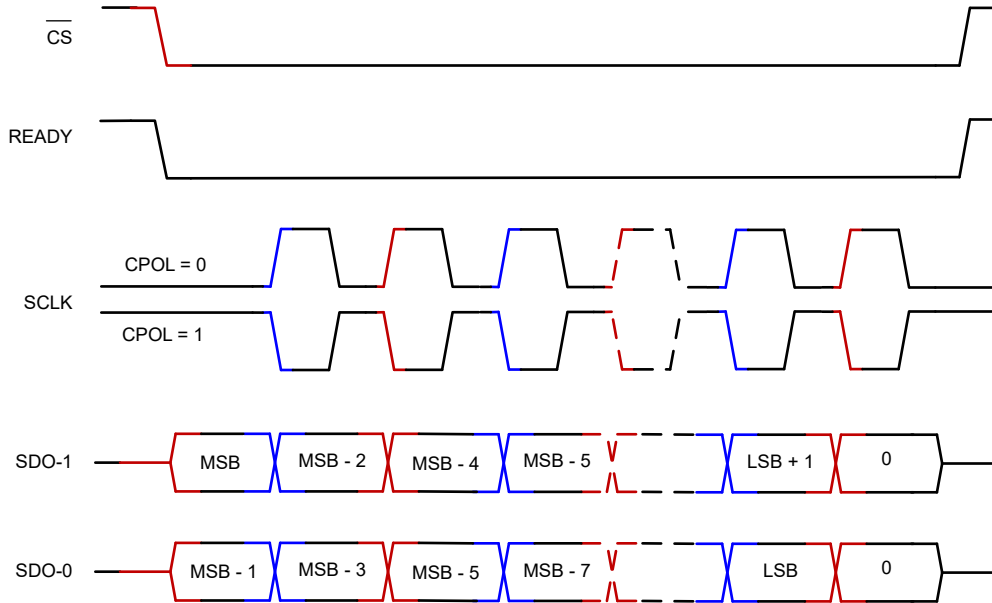 C̅S̅
READY
CPOL = 0
SCLK
CPOL = 1
SDO-1 MSB MSB - 2 MSB - 4 MSB - 5 LSB + 1 0
SDO-0 MSB - 1 MSB - 3 MSB - 5 MSB - 7 LSB 0